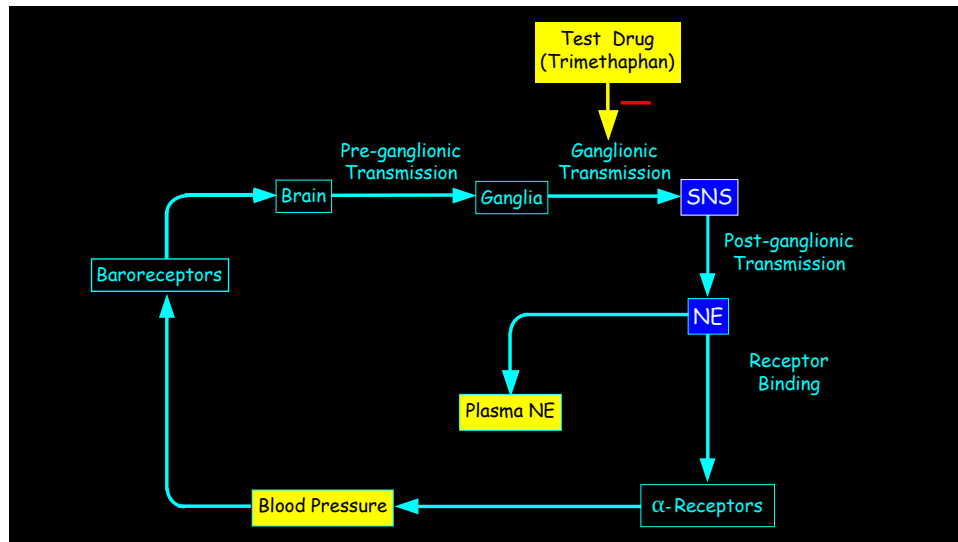 Test Drug
(Trimethaphan)
Pre-ganglionic
Transmission
Ganglionic
Transmission
Brain
Ganglia
SNS
Post-ganglionic
Transmission
Baroreceptors
NE
Receptor
Binding
Plasma NE
Blood Pressure
α-Receptors